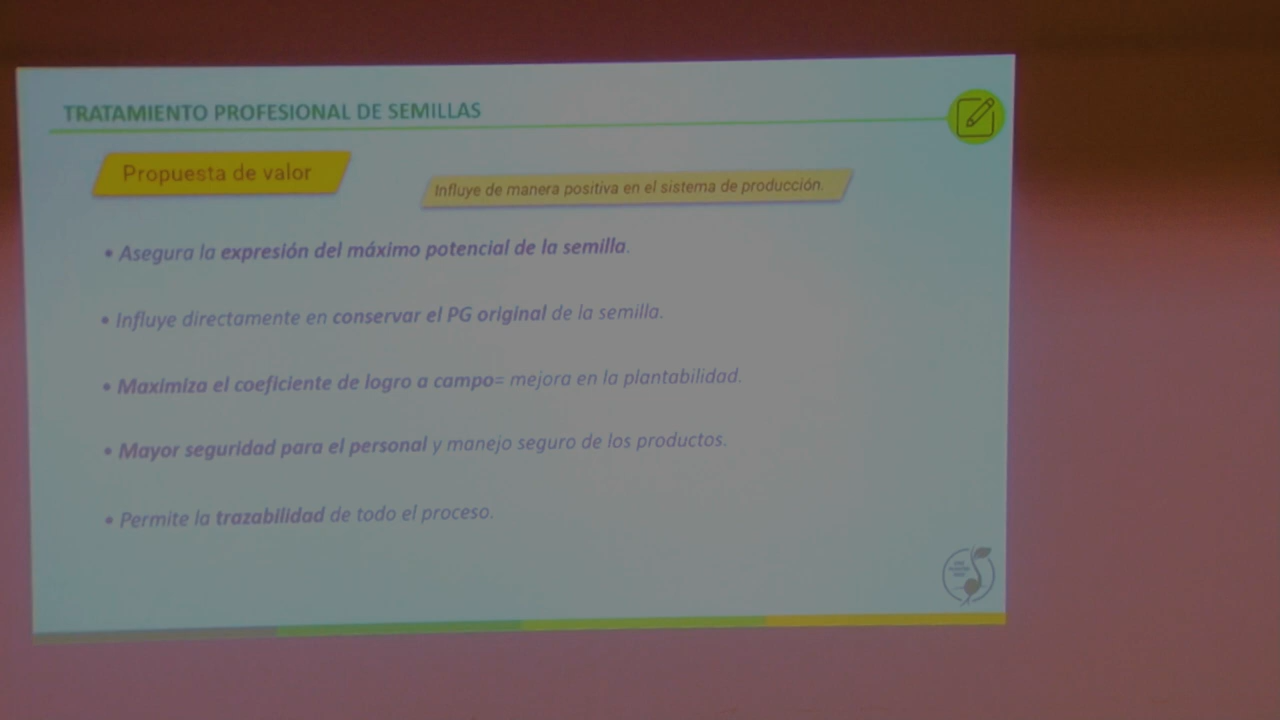 TRATAMIENTO PROFESIONAL DE SEMILLAS
Propuesta de valor
Influye de manera positiva en el sistema de producción.
• Asegura la expresión del máximo potencial de la semilla.
• Influye directamente en conservar el PG original de la semilla.
• Maximiza el coeficiente de logro a campo= mejora en la plantabilidad.
• Mayor seguridad para el personal y manejo seguro de los productos.
• Permite la trazabilidad de todo el proceso.